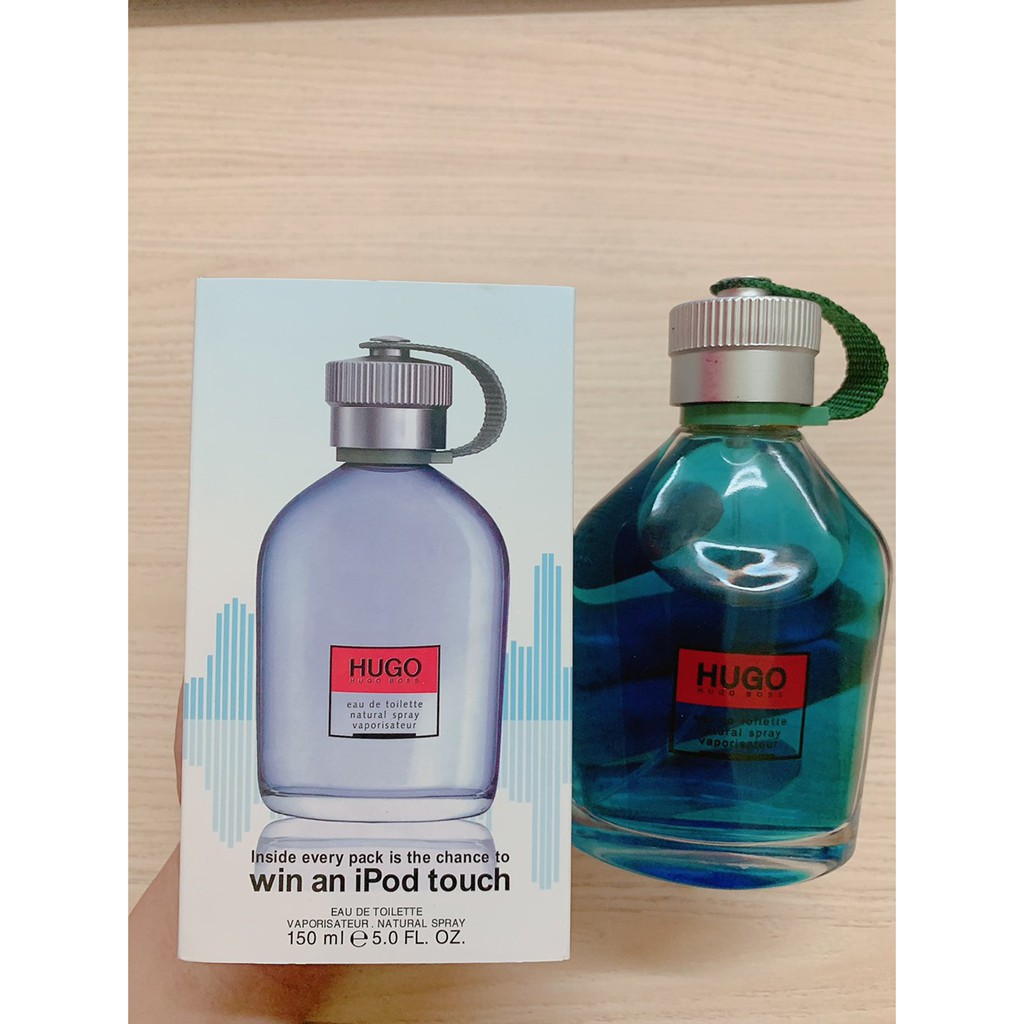 HUGO
HUGO BOSS
eau de toilette
natural spray
vaporisateur
Inside every pack is the chance to
win an iPod touch
EAU DE TOILETTE
VAPORISATEUR . NATURAL SPRAY
150 ml ℮ 5.0 FL. OZ.
HUGO
HUGO BOSS
toilette
natural spray
vaporisateur